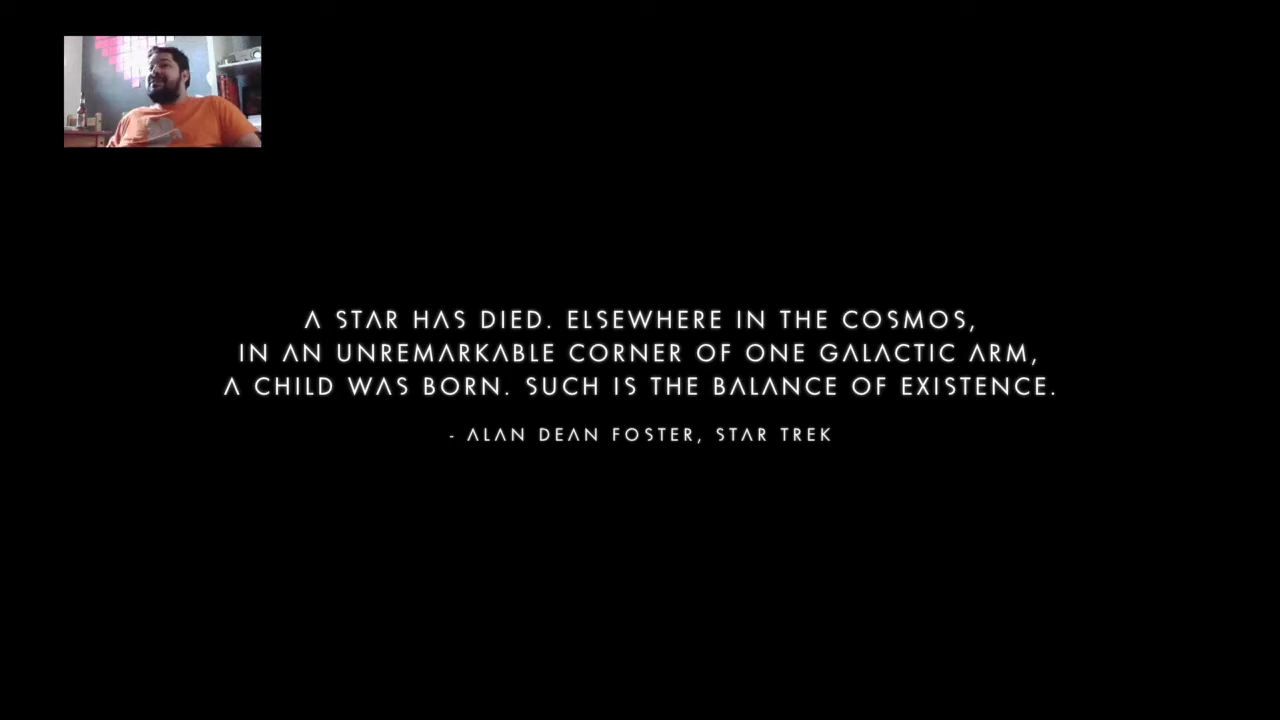 A STAR HAS DIED. ELSEWHERE IN THE COSMOS,
IN AN UNREMARKABLE CORNER OF ONE GALACTIC ARM,
A CHILD WAS BORN. SUCH IS THE BALANCE OF EXISTENCE.
- ALAN DEAN FOSTER, STAR TREK